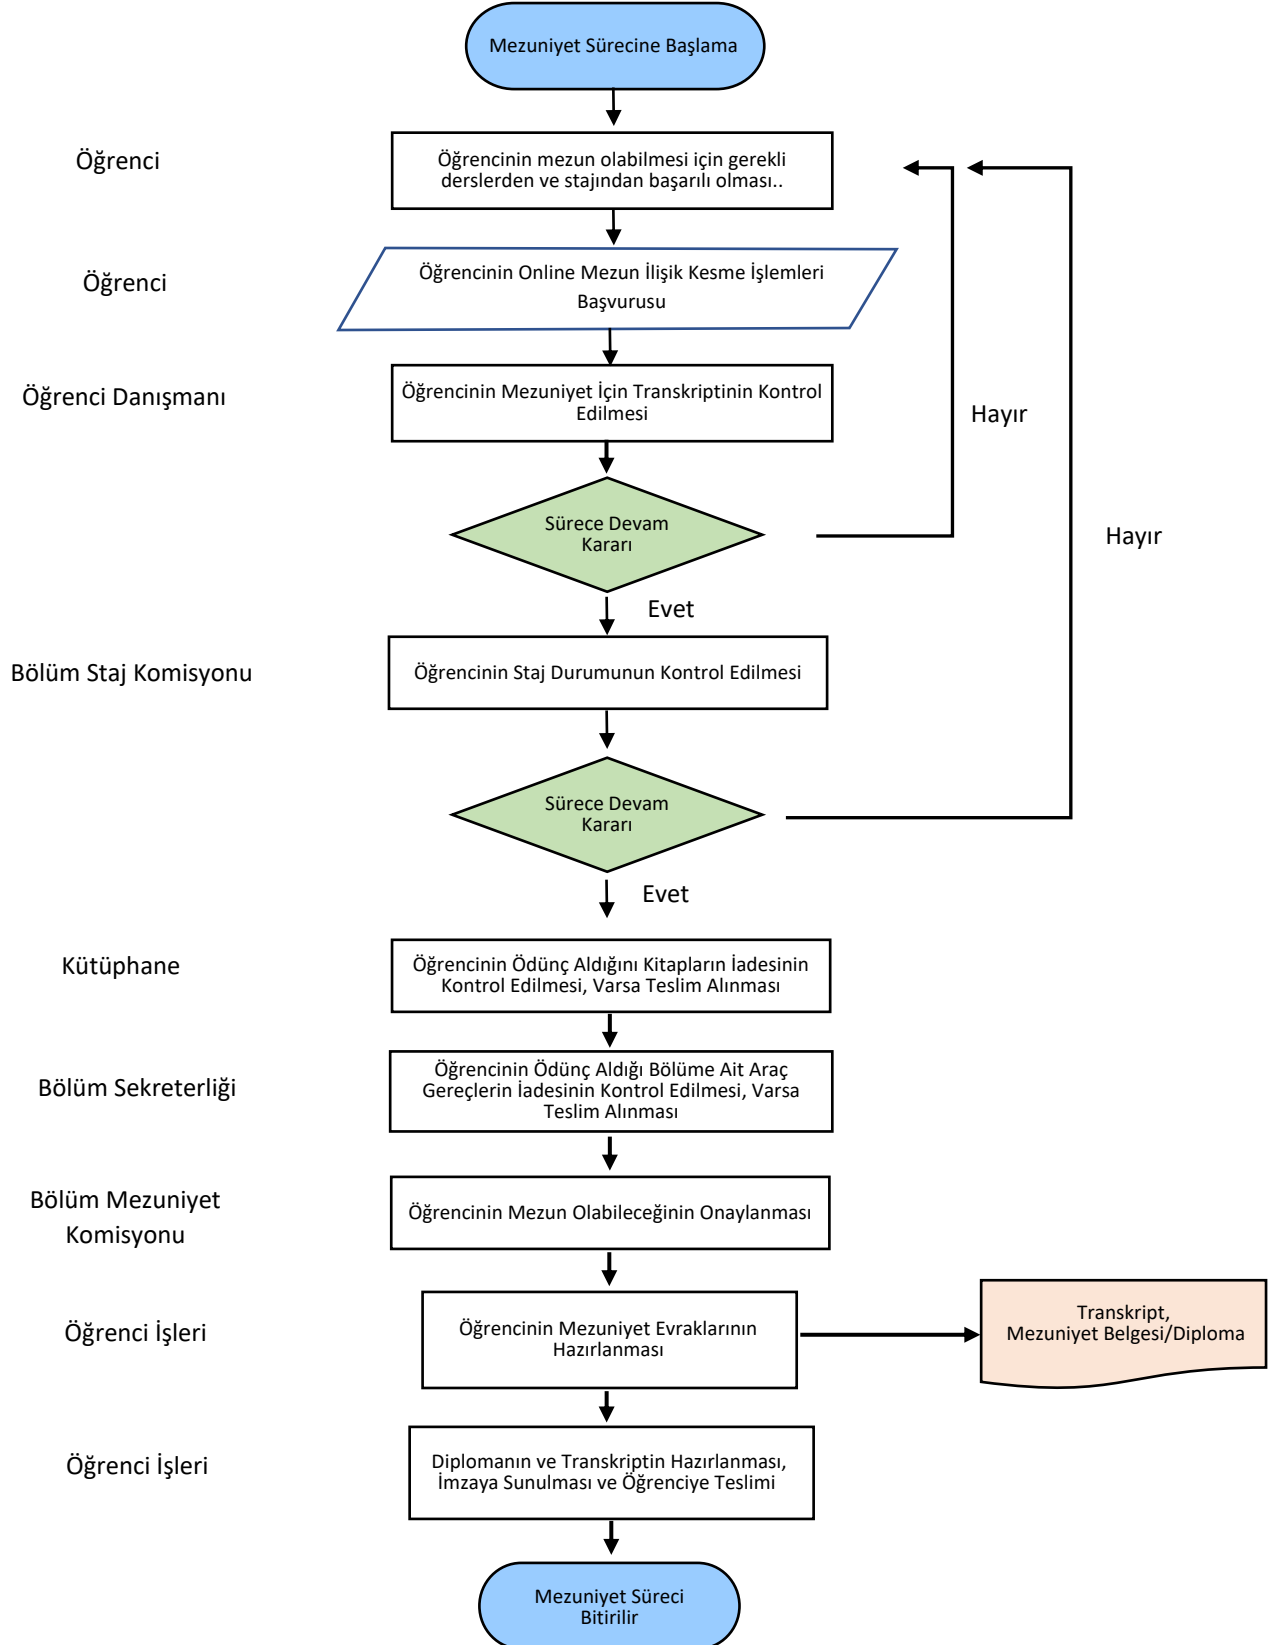 Mezuniyet Sürecine Başlama
Öğrenci
Öğrencinin mezun olabilmesi için gerekli
derslerden ve stajından başarılı olması..
Öğrenci
Öğrencinin Online Mezun İlişik Kesme İşlemleri
Başvurusu
Öğrenci Danışmanı
Öğrencinin Mezuniyet İçin Transkriptinin Kontrol
Edilmesi
Hayır
Sürece Devam
Kararı
Hayır
Evet
Bölüm Staj Komisyonu
Öğrencinin Staj Durumunun Kontrol Edilmesi
Sürece Devam
Kararı
Evet
Kütüphane
Öğrencinin Ödünç Aldığını Kitapların İadesinin
Kontrol Edilmesi, Varsa Teslim Alınması
Bölüm Sekreterliği
Öğrencinin Ödünç Aldığı Bölüme Ait Araç
Gereçlerin İadesinin Kontrol Edilmesi, Varsa
Teslim Alınması
Bölüm Mezuniyet
Komisyonu
Öğrencinin Mezun Olabileceğinin Onaylanması
Öğrenci İşleri
Öğrencinin Mezuniyet Evraklarının
Hazırlanması
Transkript,
Mezuniyet Belgesi/Diploma
Öğrenci İşleri
Diplomanın ve Transkriptin Hazırlanması,
İmzaya Sunulması ve Öğrenciye Teslimi
Mezuniyet Süreci
Bitirilir